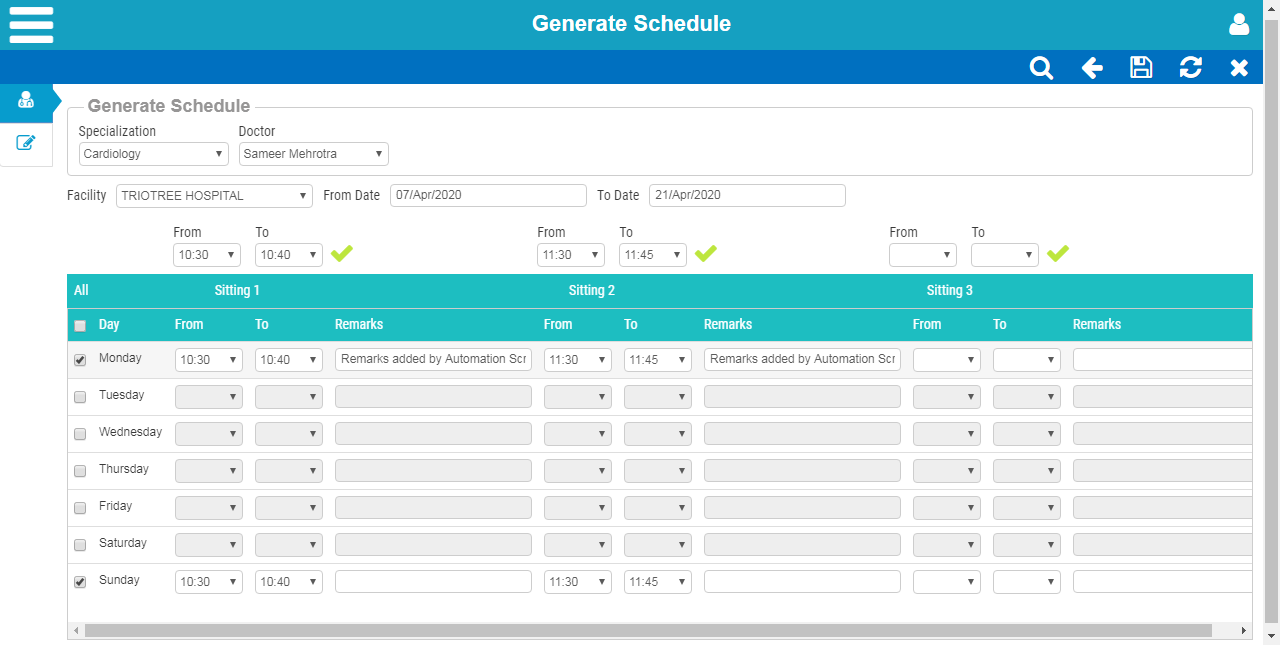 Generate Schedule
Generate Schedule
Specialization Doctor
Cardiology Sameer Mehrotra
Facility TRIOTREE HOSPITAL From Date 07/Apr/2020 To Date 21/Apr/2020
From To From To From To
10:30 10:40 11:30 11:45
All Sitting 1 Sitting 2 Sitting 3
Day From To Remarks From To Remarks From To Remarks
Monday 10:30 10:40 Remarks added by Automation Scr 11:30 11:45 Remarks added by Automation Scr
Tuesday
Wednesday
Thursday
Friday
Saturday
Sunday 10:30 10:40 11:30 11:45